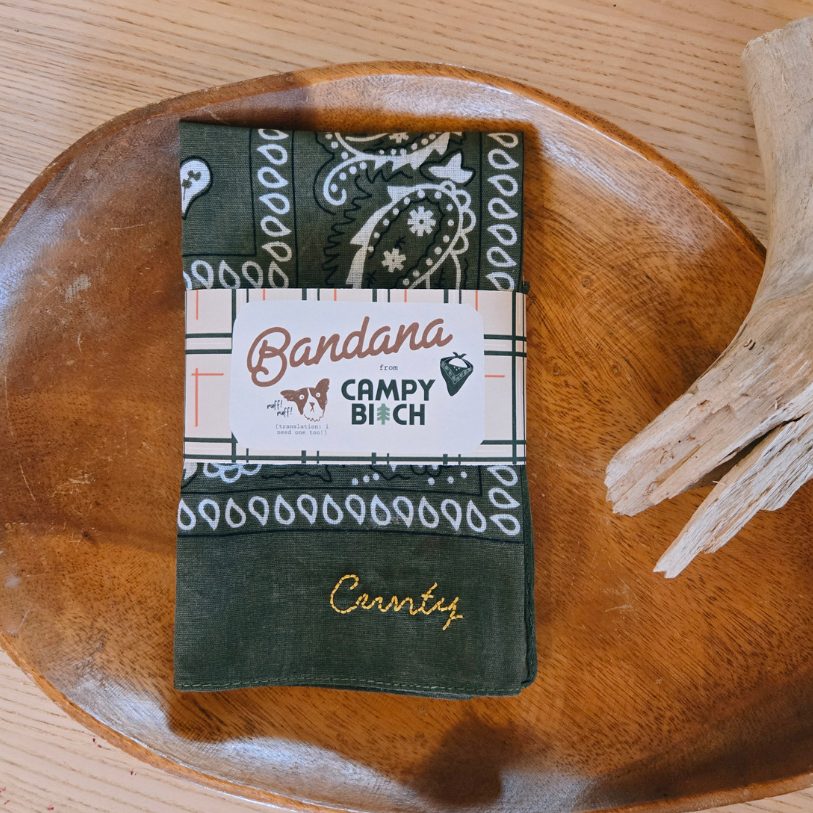 Bandana
from
CAMPY
BITCH
ruff!
ruff!
(translation: i
need one too!)
Cunty